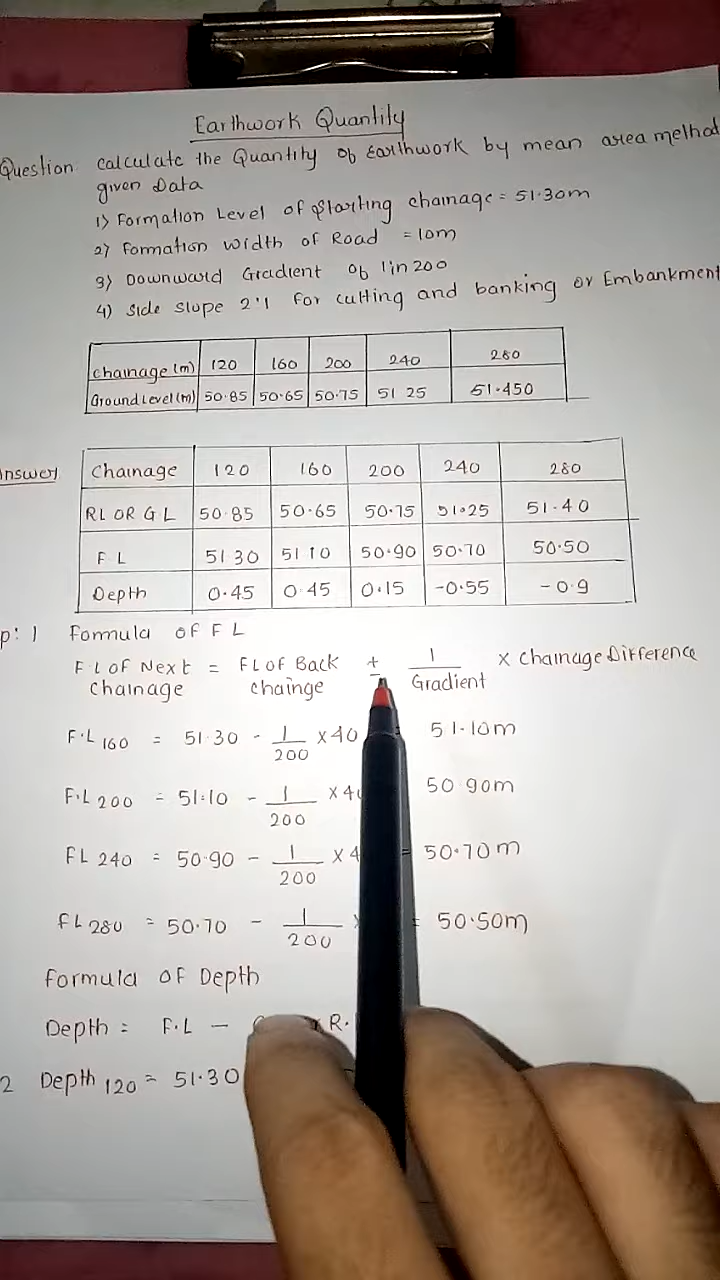 Earthwork Quantity
Question calculate the Quantity of Earthwork by mean area method
given Data
1) Formation Level of Starting chainage = 51.30m
2) Formation width of Road = 10m
3) Downward Gradient of 1in 200
4) Side Slope 2:1 for cutting and banking or Embankment
Chainage (m) 120 160 200 240 280
Ground Level (m) 50.85 50.65 50.75 51 25 51.450
Answer Chainage 120 160 200 240 280
RL OR G L 50.85 50.65 50.75 51.25 51.40
F L 51 30 51 10 50.90 50.70 50.50
Depth 0.45 0.45 0.15 -0.55 -0.9
p: 1 Formula OF F L
F.L of Next = FL OF Back ± 1 × Chainage Difference
Chainage Chainge Gradient
F.L 160 = 51.30 - 1/200 × 40 = 51.10m
F.L 200 = 51.10 - 1/200 × 40 50.90m
FL 240 = 50.90 - 1/200 × 4 = 50.70m
FL 280 = 50.70 - 1/200 × = 50.50m
Formula OF Depth
Depth = F.L - R.
2 Depth 120 = 51.30